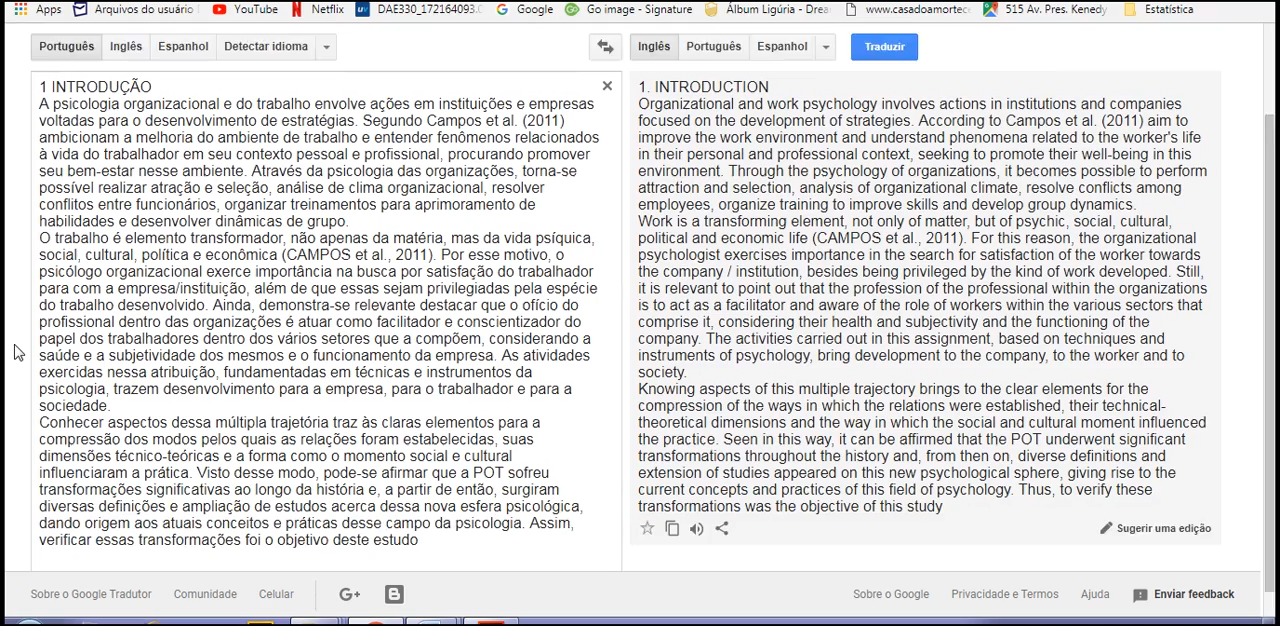 Apps Arquivos do usuário YouTube Netflix DAE330_172164093. Google Go image - Signature Álbum Ligúria - Drea www.casadoamortece 515 Av. Pres. Kenedy Estatística
Português Inglês Espanhol Detectar idioma Inglês Português Espanhol Traduzir
1 INTRODUÇÃO
A psicologia organizacional e do trabalho envolve ações em instituições e empresas
voltadas para o desenvolvimento de estratégias. Segundo Campos et al. (2011)
ambicionam a melhoria do ambiente de trabalho e entender fenômenos relacionados
à vida do trabalhador em seu contexto pessoal e profissional, procurando promover
seu bem-estar nesse ambiente. Através da psicologia das organizações, torna-se
possível realizar atração e seleção, análise de clima organizacional, resolver
conflitos entre funcionários, organizar treinamentos para aprimoramento de
habilidades e desenvolver dinâmicas de grupo.
O trabalho é elemento transformador, não apenas da matéria, mas da vida psíquica,
social, cultural, política e econômica (CAMPOS et al., 2011). Por esse motivo, o
psicólogo organizacional exerce importância na busca por satisfação do trabalhador
para com a empresa/instituição, além de que essas sejam privilegiadas pela espécie
do trabalho desenvolvido. Ainda, demonstra-se relevante destacar que o ofício do
profissional dentro das organizações é atuar como facilitador e conscientizador do
papel dos trabalhadores dentro dos vários setores que a compõem, considerando a
saúde e a subjetividade dos mesmos e o funcionamento da empresa. As atividades
exercidas nessa atribuição, fundamentadas em técnicas e instrumentos da
psicologia, trazem desenvolvimento para a empresa, para o trabalhador e para a
sociedade.
Conhecer aspectos dessa múltipla trajetória traz às claras elementos para a
compressão dos modos pelos quais as relações foram estabelecidas, suas
dimensões técnico-teóricas e a forma como o momento social e cultural
influenciaram a prática. Visto desse modo, pode-se afirmar que a POT sofreu
transformações significativas ao longo da história e, a partir de então, surgiram
diversas definições e ampliação de estudos acerca dessa nova esfera psicológica,
dando origem aos atuais conceitos e práticas desse campo da psicologia. Assim,
verificar essas transformações foi o objetivo deste estudo
1. INTRODUCTION
Organizational and work psychology involves actions in institutions and companies
focused on the development of strategies. According to Campos et al. (2011) aim to
improve the work environment and understand phenomena related to the worker's life
in their personal and professional context, seeking to promote their well-being in this
environment. Through the psychology of organizations, it becomes possible to perform
attraction and selection, analysis of organizational climate, resolve conflicts among
employees, organize training to improve skills and develop group dynamics.
Work is a transforming element, not only of matter, but of psychic, social, cultural,
political and economic life (CAMPOS et al., 2011). For this reason, the organizational
psychologist exercises importance in the search for satisfaction of the worker towards
the company / institution, besides being privileged by the kind of work developed. Still,
it is relevant to point out that the profession of the professional within the organizations
is to act as a facilitator and aware of the role of workers within the various sectors that
comprise it, considering their health and subjectivity and the functioning of the
company. The activities carried out in this assignment, based on techniques and
instruments of psychology, bring development to the company, to the worker and to
society.
Knowing aspects of this multiple trajectory brings to the clear elements for the
compression of the ways in which the relations were established, their technical-
theoretical dimensions and the way in which the social and cultural moment influenced
the practice. Seen in this way, it can be affirmed that the POT underwent significant
transformations throughout the history and, from then on, diverse definitions and
extension of studies appeared on this new psychological sphere, giving rise to the
current concepts and practices of this field of psychology. Thus, to verify these
transformations was the objective of this study
Sugerir uma edição
Sobre o Google Tradutor Comunidade Celular G+ B Sobre o Google Privacidade e Termos Ajuda Enviar feedback